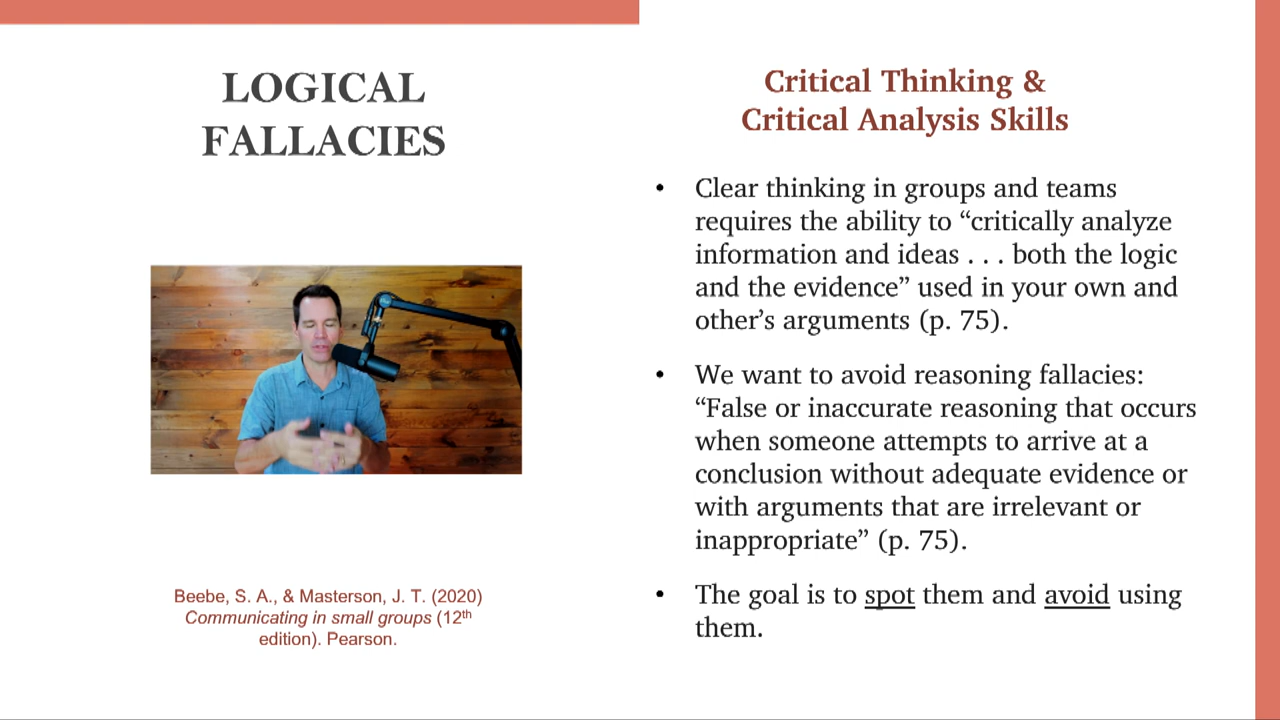 LOGICAL
FALLACIES
Beebe, S. A., & Masterson, J. T. (2020)
Communicating in small groups (12th
edition). Pearson.
Critical Thinking &
Critical Analysis Skills
• Clear thinking in groups and teams
requires the ability to “critically analyze
information and ideas . . . both the logic
and the evidence” used in your own and
other’s arguments (p. 75).
• We want to avoid reasoning fallacies:
“False or inaccurate reasoning that occurs
when someone attempts to arrive at a
conclusion without adequate evidence or
with arguments that are irrelevant or
inappropriate” (p. 75).
• The goal is to spot them and avoid using
them.